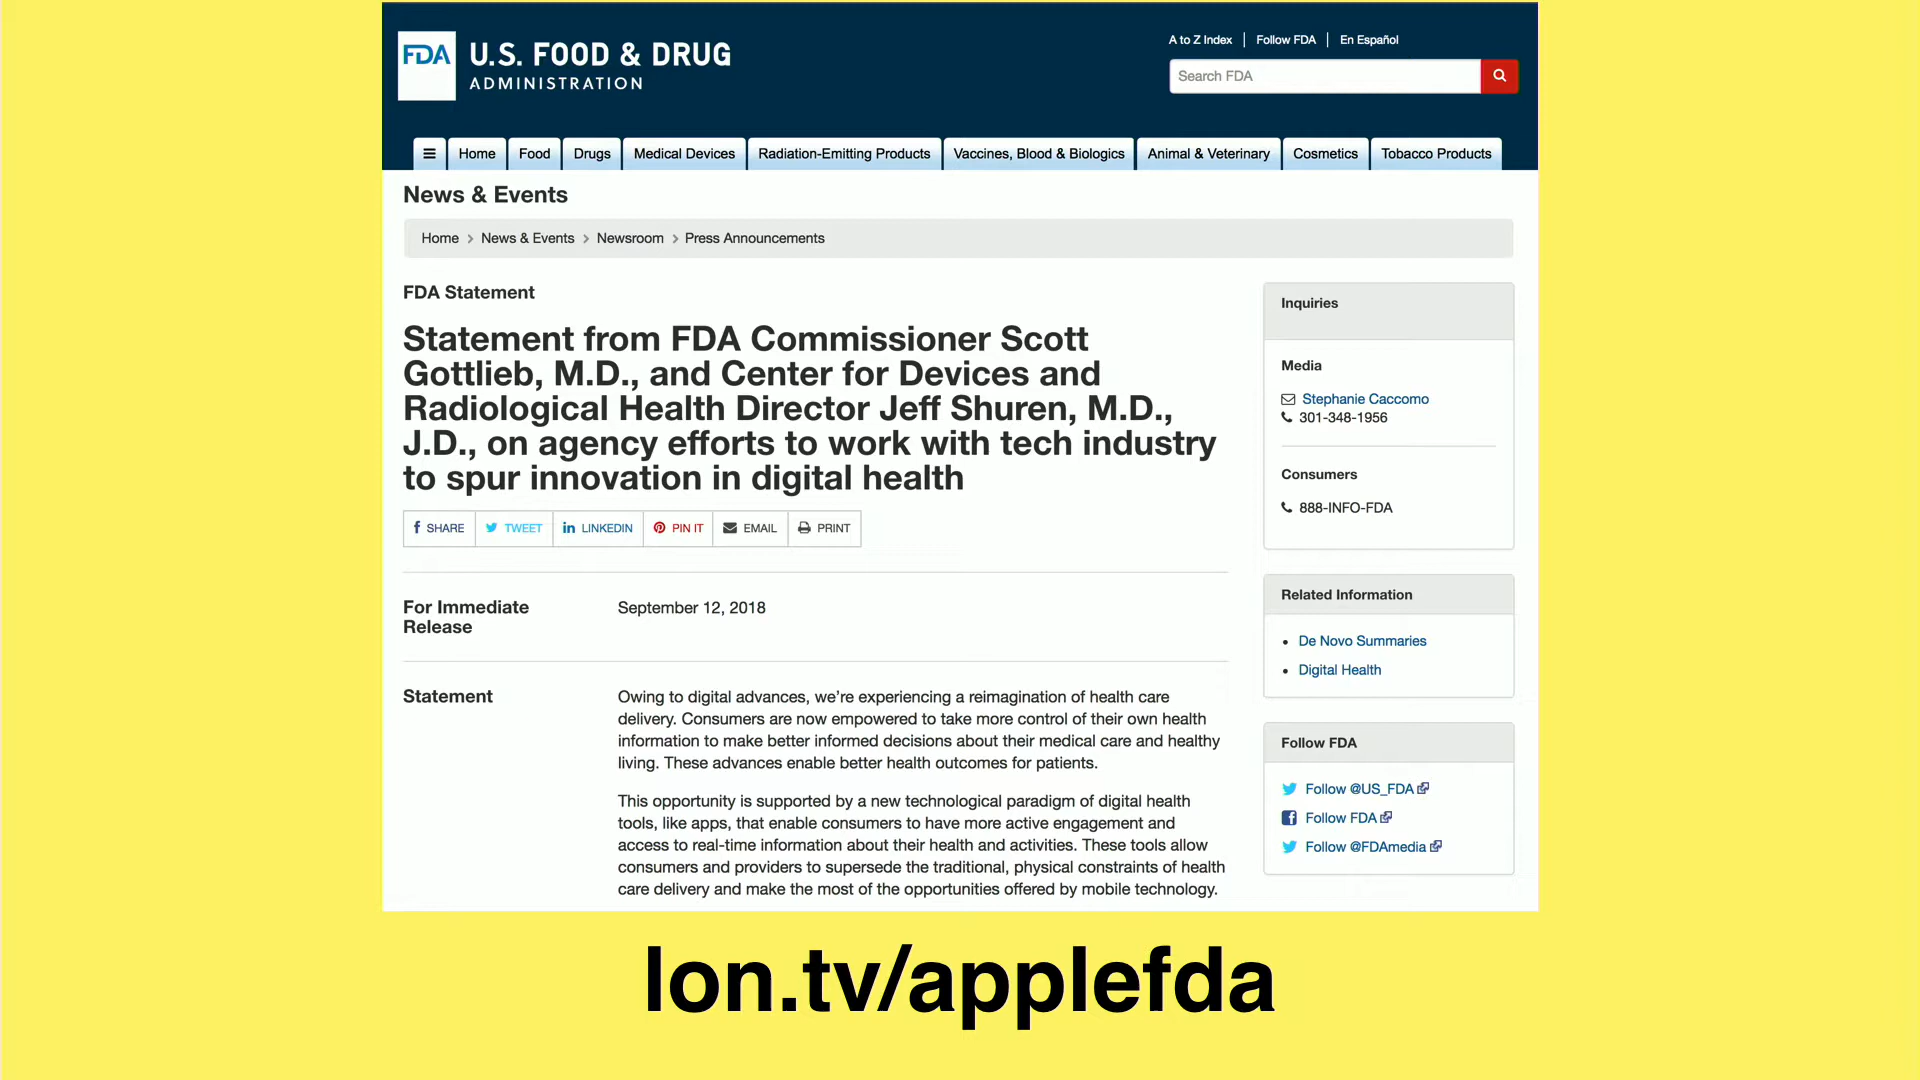 FDA
U.S. FOOD & DRUG
ADMINISTRATION
A to Z Index
Follow FDA
En Español
Search FDA
Home
Food
Drugs
Medical Devices
Radiation-Emitting Products
Vaccines, Blood & Biologics
Animal & Veterinary
Cosmetics
Tobacco Products
News & Events
Home > News & Events > Newsroom > Press Announcements
FDA Statement
Statement from FDA Commissioner Scott
Gottlieb, M.D., and Center for Devices and
Radiological Health Director Jeff Shuren, M.D.,
J.D., on agency efforts to work with tech industry
to spur innovation in digital health
SHARE
TWEET
LINKEDIN
PIN IT
EMAIL
PRINT
For Immediate
Release
September 12, 2018
Statement
Owing to digital advances, we’re experiencing a reimagination of health care
delivery. Consumers are now empowered to take more control of their own health
information to make better informed decisions about their medical care and healthy
living. These advances enable better health outcomes for patients.
This opportunity is supported by a new technological paradigm of digital health
tools, like apps, that enable consumers to have more active engagement and
access to real-time information about their health and activities. These tools allow
consumers and providers to supersede the traditional, physical constraints of health
care delivery and make the most of the opportunities offered by mobile technology.
Inquiries
Media
Stephanie Caccomo
301-348-1956
Consumers
888-INFO-FDA
Related Information
De Novo Summaries
Digital Health
Follow FDA
Follow @US_FDA
Follow FDA
Follow @FDAmedia
lon.tv/applefda